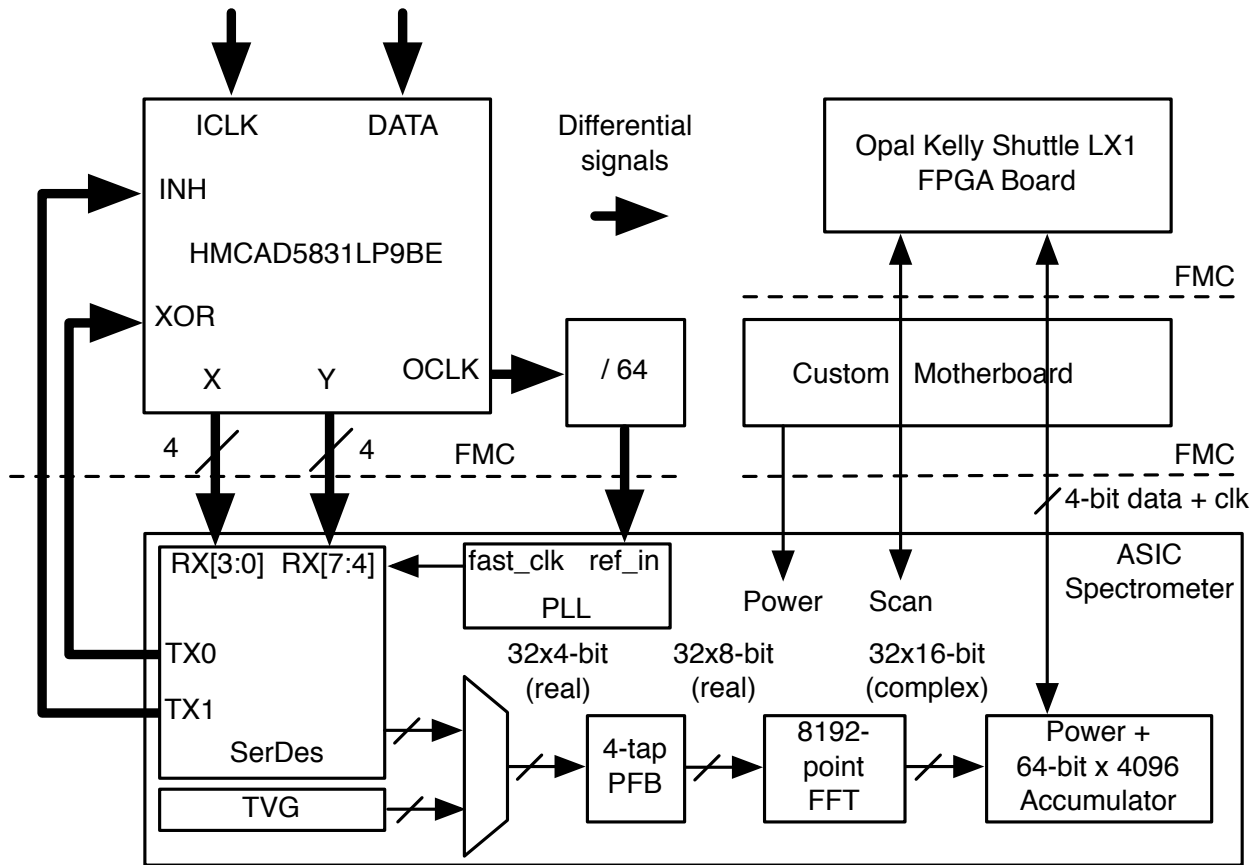 ICLK
DATA
INH
HMCAD5831LP9BE
XOR
X
Y
OCLK
4
4
Differential
signals
/ 64
FMC
Opal Kelly Shuttle LX1
FPGA Board
FMC
Custom Motherboard
FMC
4-bit data + clk
ASIC
Spectrometer
RX[3:0]
RX[7:4]
fast_clk
ref_in
PLL
Power
Scan
TX0
TX1
SerDes
TVG
32x4-bit
(real)
32x8-bit
(real)
32x16-bit
(complex)
4-tap
PFB
8192-
point
FFT
Power +
64-bit x 4096
Accumulator